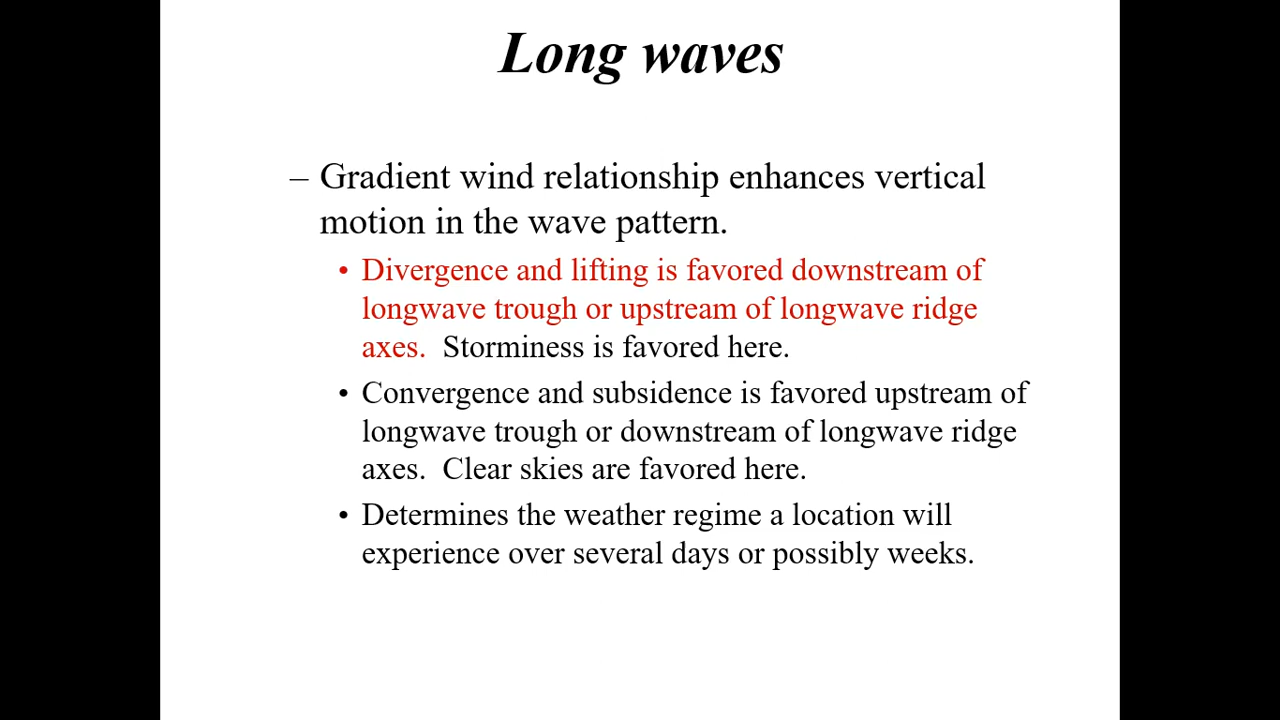 Long waves
– Gradient wind relationship enhances vertical
motion in the wave pattern.
• Divergence and lifting is favored downstream of
longwave trough or upstream of longwave ridge
axes.  Storminess is favored here.
• Convergence and subsidence is favored upstream of
longwave trough or downstream of longwave ridge
axes.  Clear skies are favored here.
• Determines the weather regime a location will
experience over several days or possibly weeks.